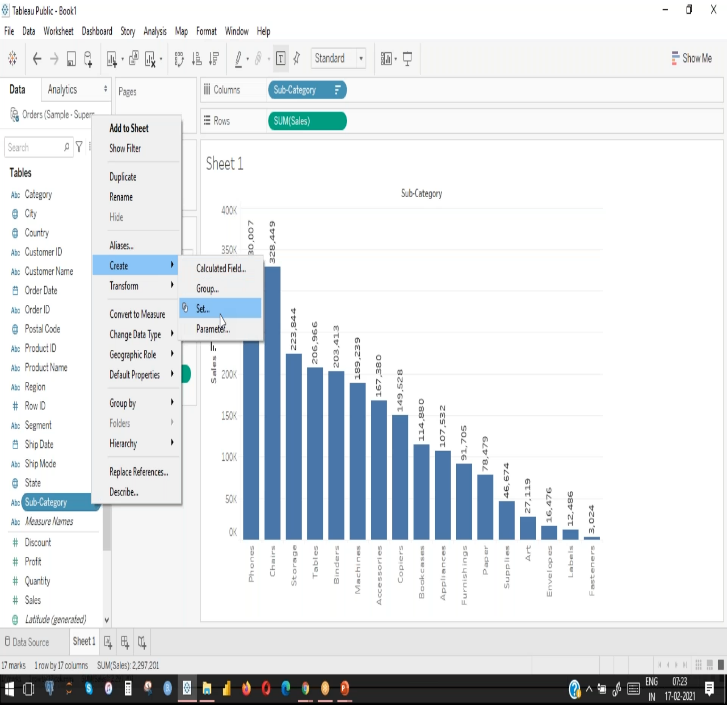 Tableau Public - Book1
File Data Worksheet Dashboard Story Analysis Map Format Window Help
Standard
Show Me
Data Analytics
Pages
Columns Sub-Category
Orders (Sample - Supers
Rows SUM(Sales)
Search
Tables
Abc Category
City
Country
Abc Customer ID
Abc Customer Name
Order Date
Abc Order ID
Postal Code
Abc Product ID
Abc Product Name
Abc Region
# Row ID
Abc Segment
Ship Date
Abc Ship Mode
State
Abc Sub-Category
Abc Measure Names
# Discount
# Profit
# Quantity
# Sales
Latitude (generated)
Add to Sheet
Show Filter
Duplicate
Rename
Hide
Aliases...
Create
Transform
Convert to Measure
Change Data Type
Geographic Role
Default Properties
Group by
Folders
Hierarchy
Replace References...
Describe...
Calculated Field...
Group...
Set...
Parameter...
Sheet 1
Sub-Category
400K
350K
200K
150K
100K
50K
0K
Sales
30,007
328,449
223,844
206,966
203,413
189,239
167,380
149,528
114,880
107,532
91,705
78,479
46,674
27,119
16,476
12,486
3,024
Phones
Chairs
Storage
Tables
Binders
Machines
Accessories
Copiers
Bookcases
Appliances
Furnishings
Paper
Supplies
Art
Envelopes
Labels
Fasteners
Data Source Sheet 1
17 marks 1 row by 17 columns SUM(Sales): 2,297,201
ENG 07:23
IN 17-02-2021